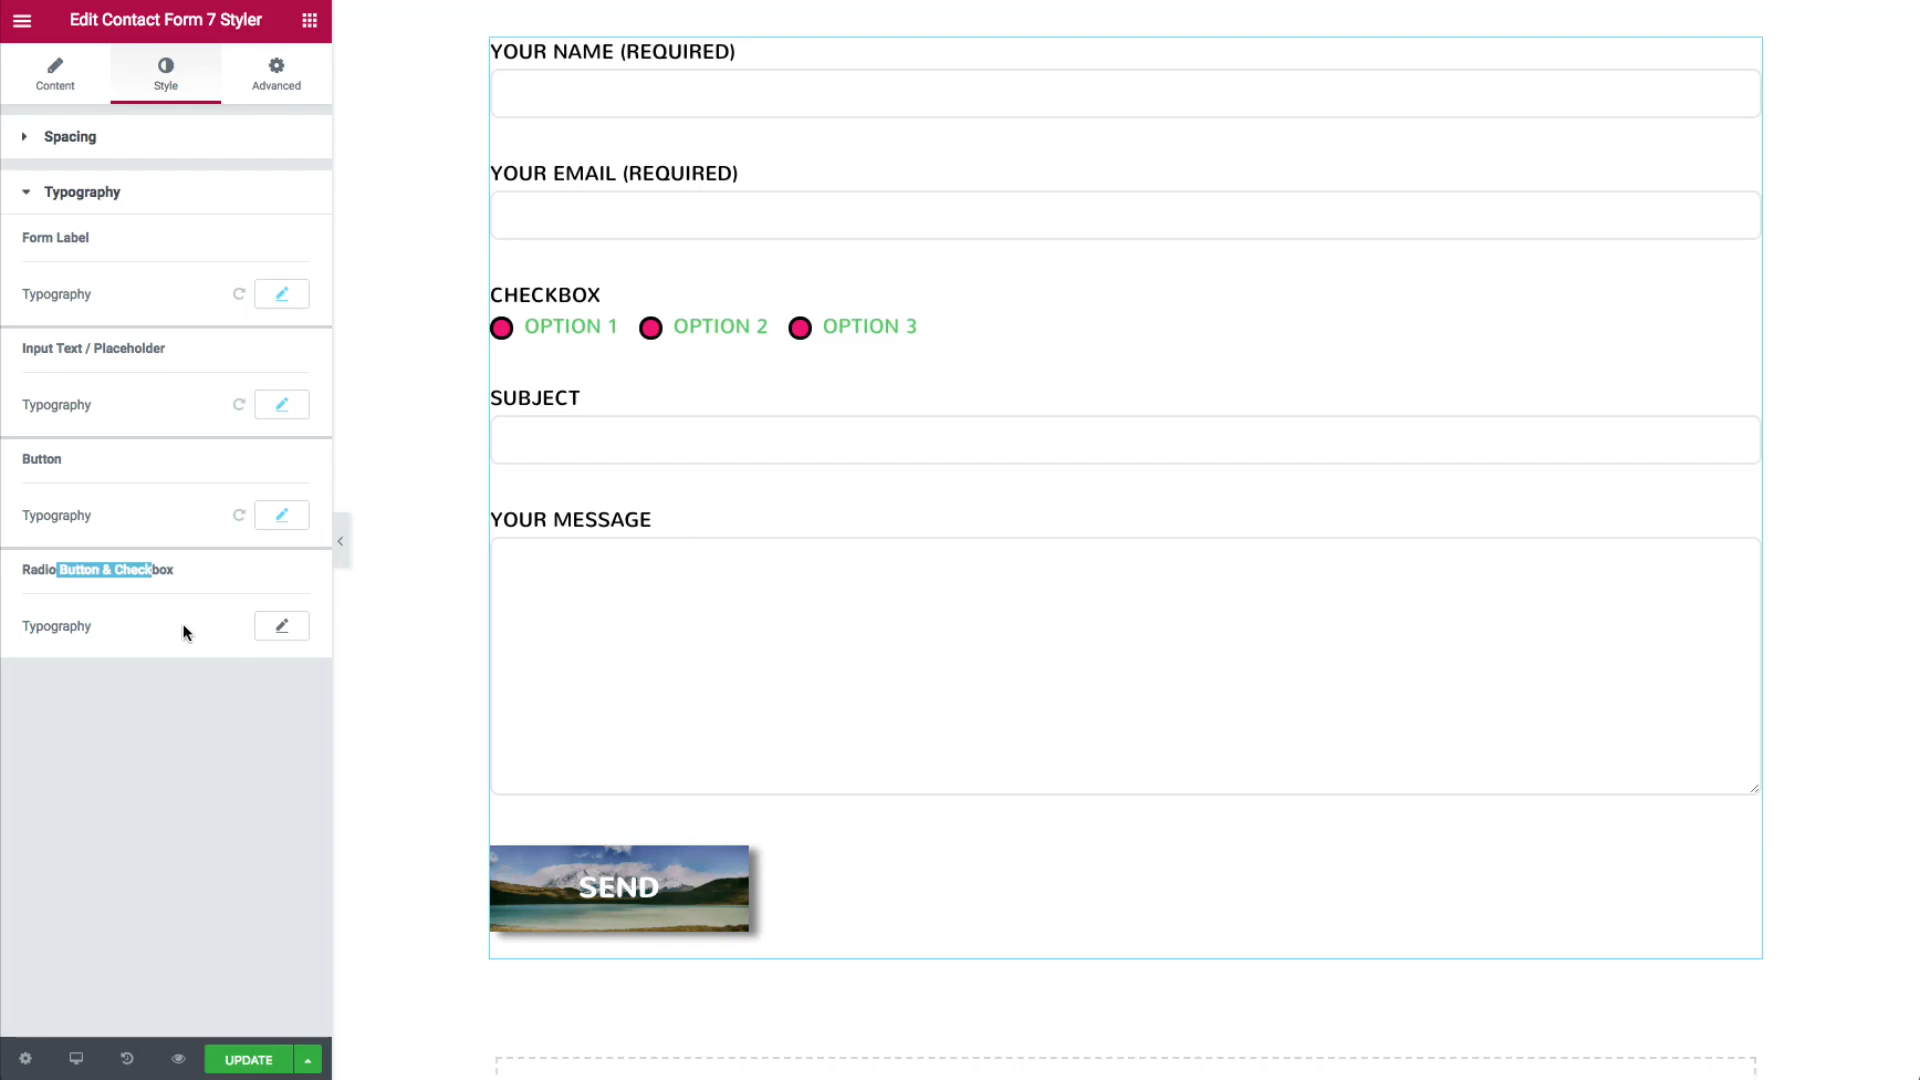 Edit Contact Form 7 Styler
Content
Style
Advanced
Spacing
Typography
Form Label
Typography
Input Text / Placeholder
Typography
Button
Typography
Radio Button & Checkbox
Typography
UPDATE
YOUR NAME (REQUIRED)
YOUR EMAIL (REQUIRED)
CHECKBOX
OPTION 1 OPTION 2 OPTION 3
SUBJECT
YOUR MESSAGE
SEND